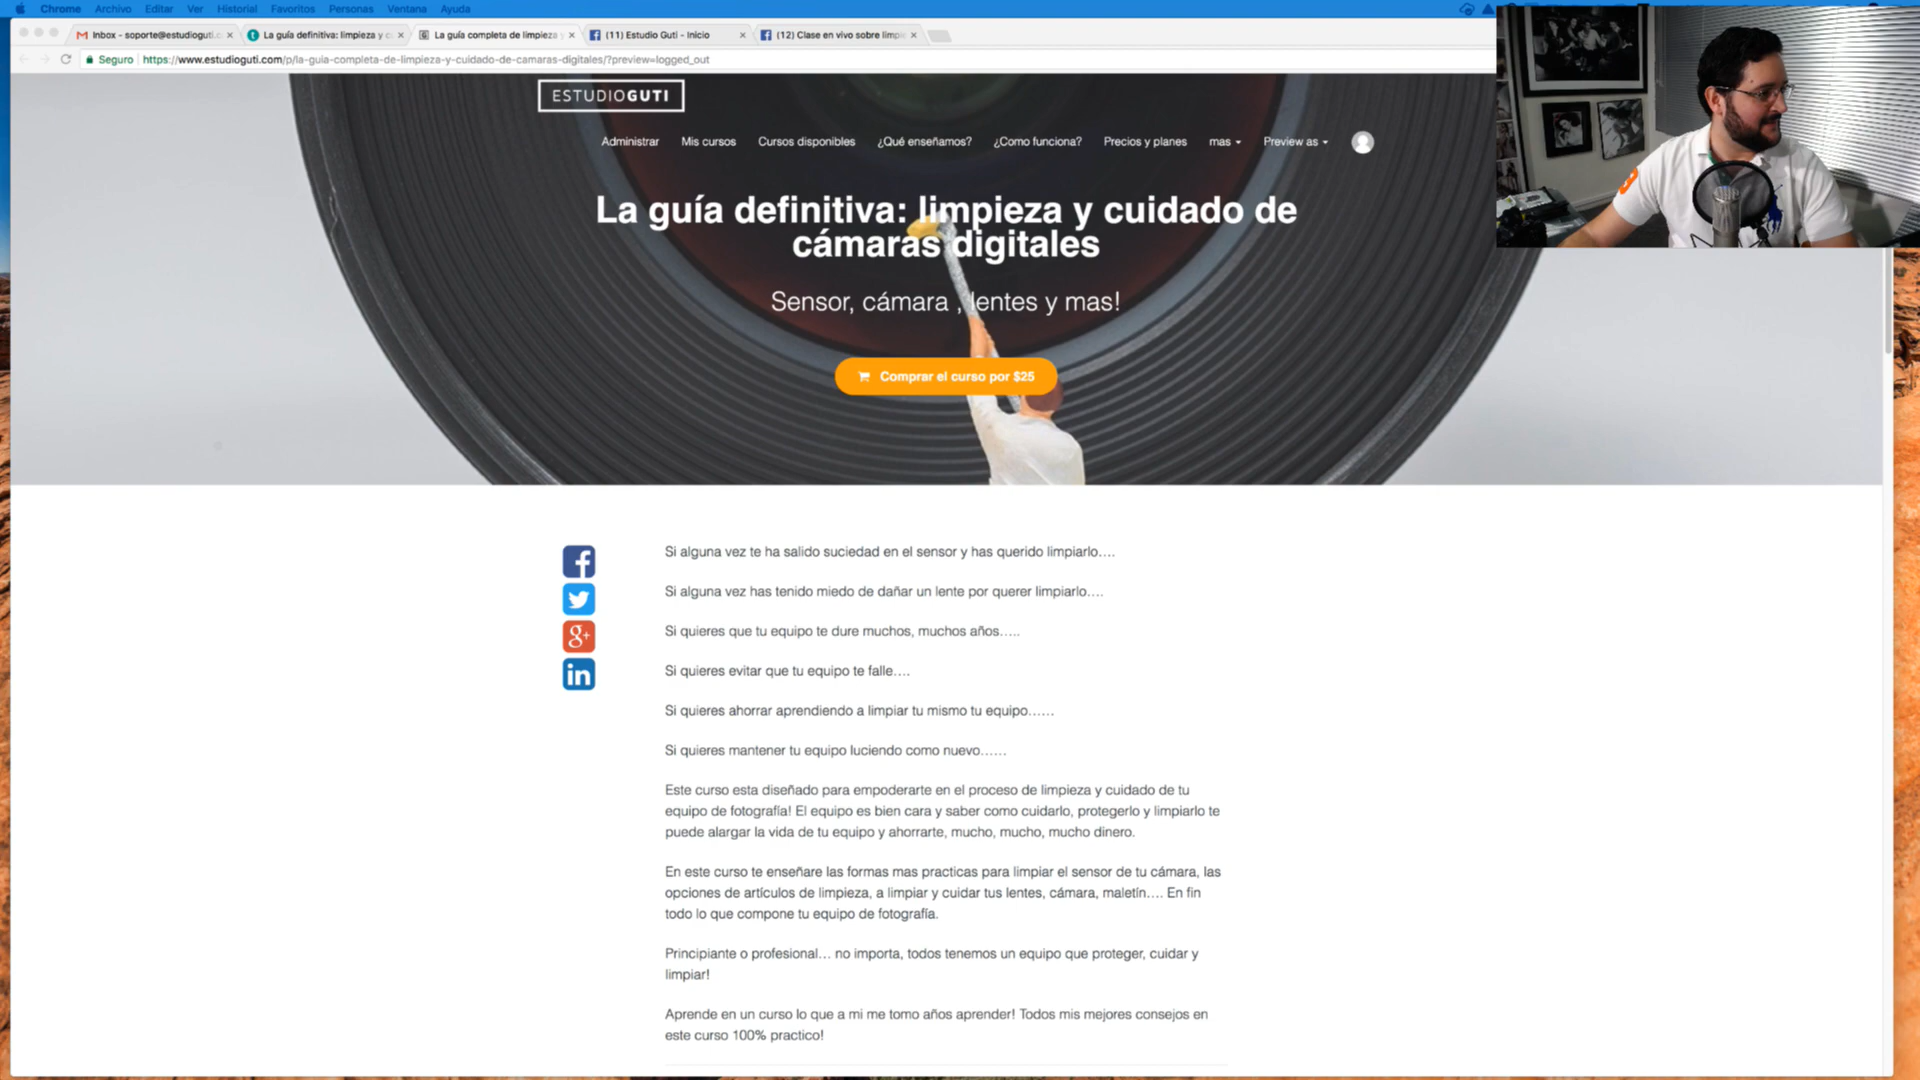 Chrome Archivo Editar Ver Historial Favoritos Personas Ventana Ayuda
Inbox - soporte@estudioguti.c La guía definitiva: limpieza y c La guía completa de limpieza (11) Estudio Guti - Inicio (12) Clase en vivo sobre limpi
Seguro https://www.estudioguti.com/p/la-guia-completa-de-limpieza-y-cuidado-de-camaras-digitales/?preview=logged_out
ESTUDIOGUTI
Administrar Mis cursos Cursos disponibles ¿Qué enseñamos? ¿Como funciona? Precios y planes mas Preview as
La guía definitiva: limpieza y cuidado de
cámaras digitales
Sensor, cámara , lentes y mas!
Comprar el curso por $25
Si alguna vez te ha salido suciedad en el sensor y has querido limpiarlo….
Si alguna vez has tenido miedo de dañar un lente por querer limpiarlo….
Si quieres que tu equipo te dure muchos, muchos años…..
Si quieres evitar que tu equipo te falle….
Si quieres ahorrar aprendiendo a limpiar tu mismo tu equipo……
Si quieres mantener tu equipo luciendo como nuevo……
Este curso esta diseñado para empoderarte en el proceso de limpieza y cuidado de tu
equipo de fotografía! El equipo es bien cara y saber como cuidarlo, protegerlo y limpiarlo te
puede alargar la vida de tu equipo y ahorrarte, mucho, mucho, mucho dinero.
En este curso te enseñare las formas mas practicas para limpiar el sensor de tu cámara, las
opciones de artículos de limpieza, a limpiar y cuidar tus lentes, cámara, maletín…. En fin
todo lo que compone tu equipo de fotografía.
Principiante o profesional… no importa, todos tenemos un equipo que proteger, cuidar y
limpiar!
Aprende en un curso lo que a mi me tomo años aprender! Todos mis mejores consejos en
este curso 100% practico!